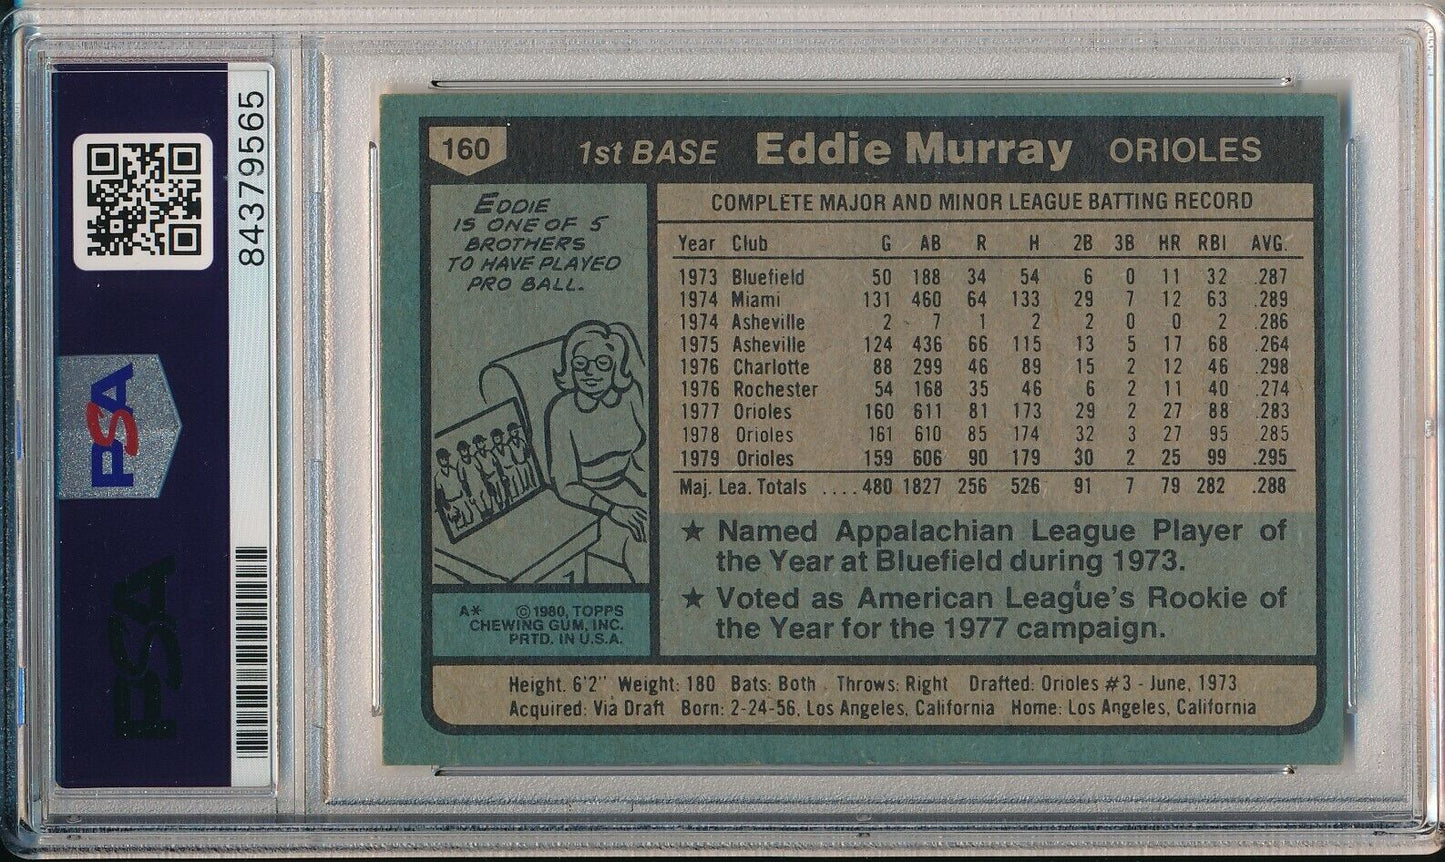 84379565
PSA
PSA
160 1st BASE Eddie Murray ORIOLES
EDDIE
IS ONE OF 5
BROTHERS
TO HAVE PLAYED
PRO BALL.
COMPLETE MAJOR AND MINOR LEAGUE BATTING RECORD
Year Club G AB R H 2B 3B HR RBI AVG.
1973 Bluefield 50 188 34 54 6 0 11 32 .287
1974 Miami 131 460 64 133 29 7 12 63 .289
1974 Asheville 2 7 1 2 2 0 0 2 .286
1975 Asheville 124 436 66 115 13 5 17 68 .264
1976 Charlotte 88 299 46 89 15 2 12 46 .298
1976 Rochester 54 168 35 46 6 2 11 40 .274
1977 Orioles 160 611 81 173 29 2 27 88 .283
1978 Orioles 161 610 85 174 32 3 27 95 .285
1979 Orioles 159 606 90 179 30 2 25 99 .295
Maj. Lea. Totals .... 480 1827 256 526 91 7 79 282 .288
★ Named Appalachian League Player of
the Year at Bluefield during 1973.
★ Voted as American League's Rookie of
the Year for the 1977 campaign.
A* © 1980, TOPPS
CHEWING GUM, INC.
PRTD. IN U.S.A.
Height. 6'2" Weight: 180 Bats: Both Throws: Right Drafted: Orioles #3 - June, 1973
Acquired: Via Draft Born: 2-24-56, Los Angeles, California Home: Los Angeles, California